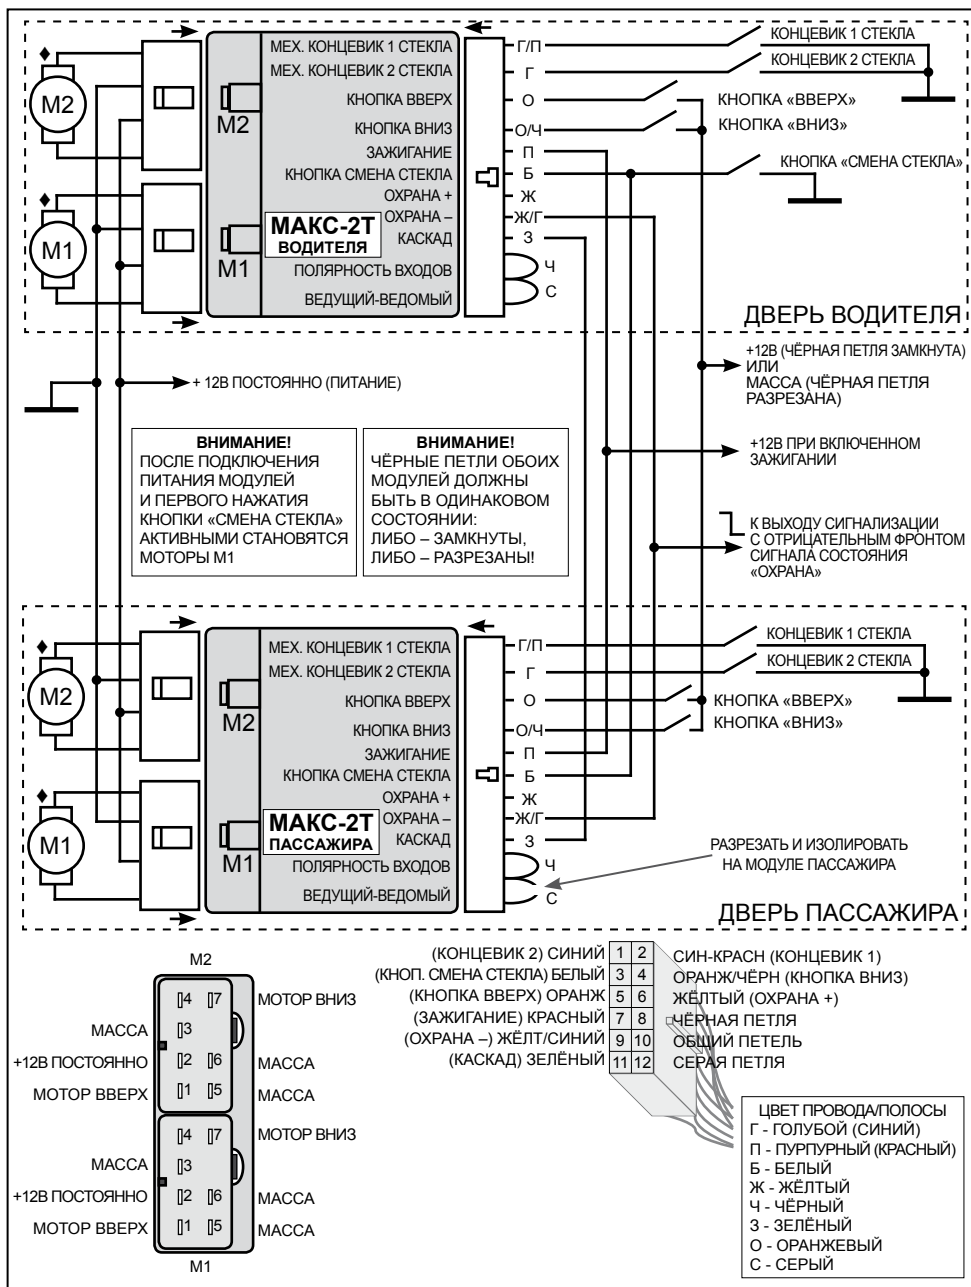 МЕХ. КОНЦЕВИК 1 СТЕКЛА
МЕХ. КОНЦЕВИК 2 СТЕКЛА
КНОПКА ВВЕРХ
КНОПКА ВНИЗ
ЗАЖИГАНИЕ
КНОПКА СМЕНА СТЕКЛА
ОХРАНА +
ОХРАНА –
КАСКАД
ПОЛЯРНОСТЬ ВХОДОВ
ВЕДУЩИЙ-ВЕДОМЫЙ
M2
M1
M2
M1
МАКС-2Т
ВОДИТЕЛЯ
Г/П
Г
О
О/Ч
П
Б
Ж
Ж/Г
З
Ч
С
КОНЦЕВИК 1 СТЕКЛА
КОНЦЕВИК 2 СТЕКЛА
КНОПКА «ВВЕРХ»
КНОПКА «ВНИЗ»
КНОПКА «СМЕНА СТЕКЛА»
ДВЕРЬ ВОДИТЕЛЯ
+ 12В ПОСТОЯННО (ПИТАНИЕ)
+12В (ЧЁРНАЯ ПЕТЛЯ ЗАМКНУТА)
ИЛИ
МАССА (ЧЁРНАЯ ПЕТЛЯ
РАЗРЕЗАНА)
ВНИМАНИЕ!
ПОСЛЕ ПОДКЛЮЧЕНИЯ
ПИТАНИЯ МОДУЛЕЙ
И ПЕРВОГО НАЖАТИЯ
КНОПКИ «СМЕНА СТЕКЛА»
АКТИВНЫМИ СТАНОВЯТСЯ
МОТОРЫ М1
ВНИМАНИЕ!
ЧЁРНЫЕ ПЕТЛИ ОБОИХ
МОДУЛЕЙ ДОЛЖНЫ
БЫТЬ В ОДИНАКОВОМ
СОСТОЯНИИ:
ЛИБО – ЗАМКНУТЫ,
ЛИБО – РАЗРЕЗАНЫ!
+12В ПРИ ВКЛЮЧЕННОМ
ЗАЖИГАНИИ
К ВЫХОДУ СИГНАЛИЗАЦИИ
С ОТРИЦАТЕЛЬНЫМ ФРОНТОМ
СИГНАЛА СОСТОЯНИЯ
«ОХРАНА»
МЕХ. КОНЦЕВИК 1 СТЕКЛА
МЕХ. КОНЦЕВИК 2 СТЕКЛА
КНОПКА ВВЕРХ
КНОПКА ВНИЗ
ЗАЖИГАНИЕ
КНОПКА СМЕНА СТЕКЛА
ОХРАНА +
ОХРАНА –
КАСКАД
ПОЛЯРНОСТЬ ВХОДОВ
ВЕДУЩИЙ-ВЕДОМЫЙ
M2
M1
M2
M1
МАКС-2Т
ПАССАЖИРА
Г/П
Г
О
О/Ч
П
Б
Ж
Ж/Г
З
Ч
С
КОНЦЕВИК 1 СТЕКЛА
КОНЦЕВИК 2 СТЕКЛА
КНОПКА «ВВЕРХ»
КНОПКА «ВНИЗ»
РАЗРЕЗАТЬ И ИЗОЛИРОВАТЬ
НА МОДУЛЕ ПАССАЖИРА
ДВЕРЬ ПАССАЖИРА
M2
4 7 МОТОР ВНИЗ
МАССА 3
+12В ПОСТОЯННО 2 6 МАССА
МОТОР ВВЕРХ 1 5 МАССА
4 7 МОТОР ВНИЗ
МАССА 3
+12В ПОСТОЯННО 2 6 МАССА
МОТОР ВВЕРХ 1 5 МАССА
M1
(КОНЦЕВИК 2) СИНИЙ 1 2 СИН-КРАСН (КОНЦЕВИК 1)
(КНОП. СМЕНА СТЕКЛА) БЕЛЫЙ 3 4 ОРАНЖ/ЧЁРН (КНОПКА ВНИЗ)
(КНОПКА ВВЕРХ) ОРАНЖ 5 6 ЖЁЛТЫЙ (ОХРАНА +)
(ЗАЖИГАНИЕ) КРАСНЫЙ 7 8 ЧЁРНАЯ ПЕТЛЯ
(ОХРАНА –) ЖЁЛТ/СИНИЙ 9 10 ОБЩИЙ ПЕТЕЛЬ
(КАСКАД) ЗЕЛЁНЫЙ 11 12 СЕРАЯ ПЕТЛЯ
ЦВЕТ ПРОВОДА/ПОЛОСЫ
Г - ГОЛУБОЙ (СИНИЙ)
П - ПУРПУРНЫЙ (КРАСНЫЙ)
Б - БЕЛЫЙ
Ж - ЖЁЛТЫЙ
Ч - ЧЁРНЫЙ
З - ЗЕЛЁНЫЙ
О - ОРАНЖЕВЫЙ
С - СЕРЫЙ